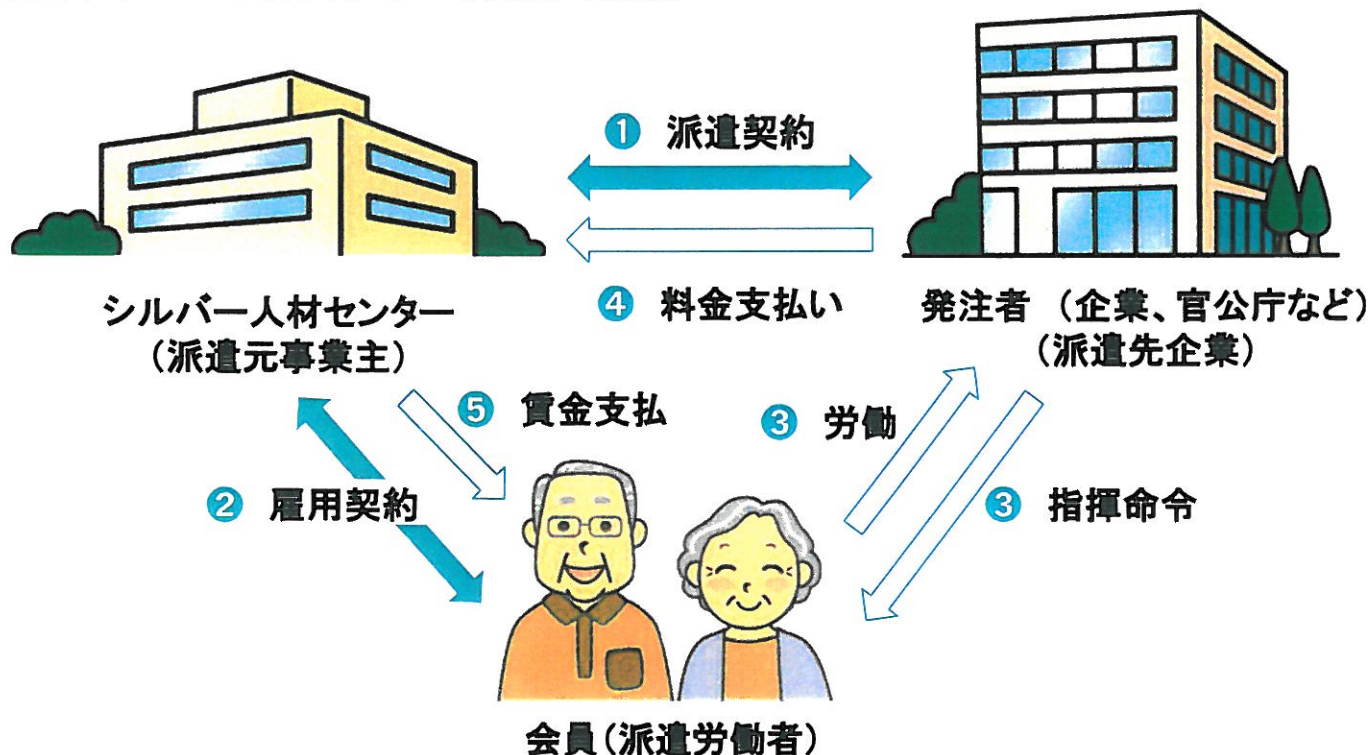 ❶ 派遣契約
❹ 料金支払い
シルバー人材センター
（派遣元事業主）
発注者 （企業、官公庁など）
（派遣先企業）
❺ 賃金支払
❸ 労働
❷ 雇用契約
❸ 指揮命令
会員（派遣労働者）